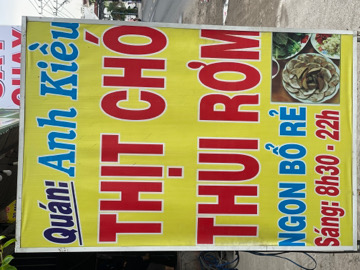 Quán: Anh Kiều
THỊT CHÓ
THUI RƠM
NGON BỔ RẺ
Sáng: 8h30 - 22h